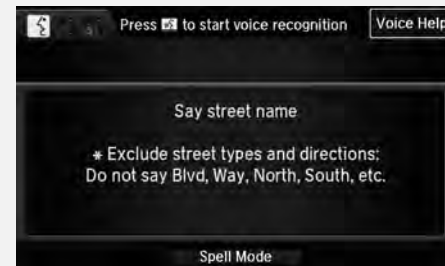 Press to start voice recognition
Voice Help
Say street name
* Exclude street types and directions:
Do not say Blvd, Way, North, South, etc.
Spell Mode